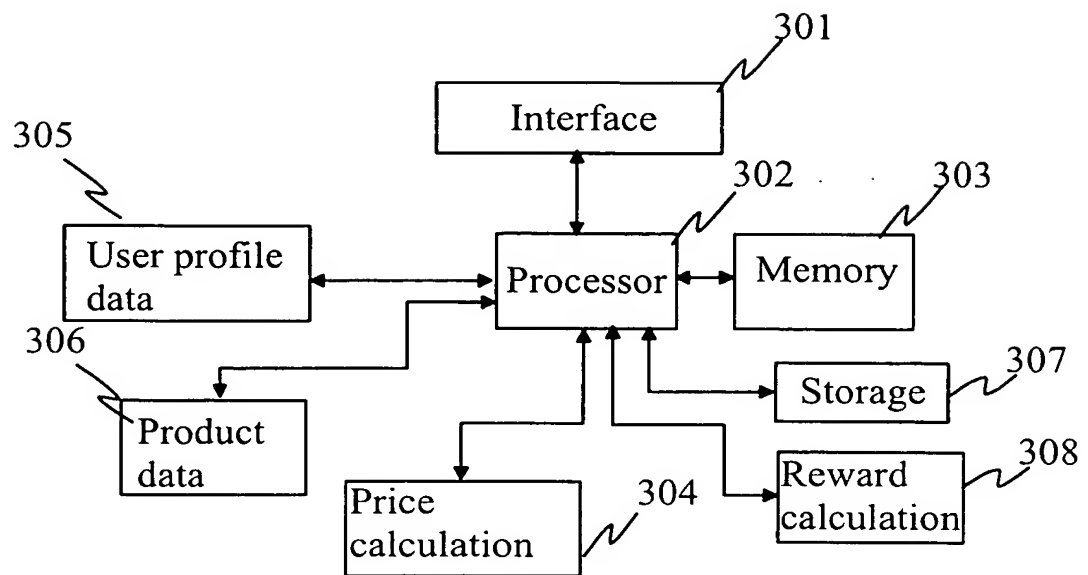 301
Interface
305
302
303
User profile
data
Processor
Memory
306
Product
data
307
Storage
304
Price
calculation
308
Reward
calculation